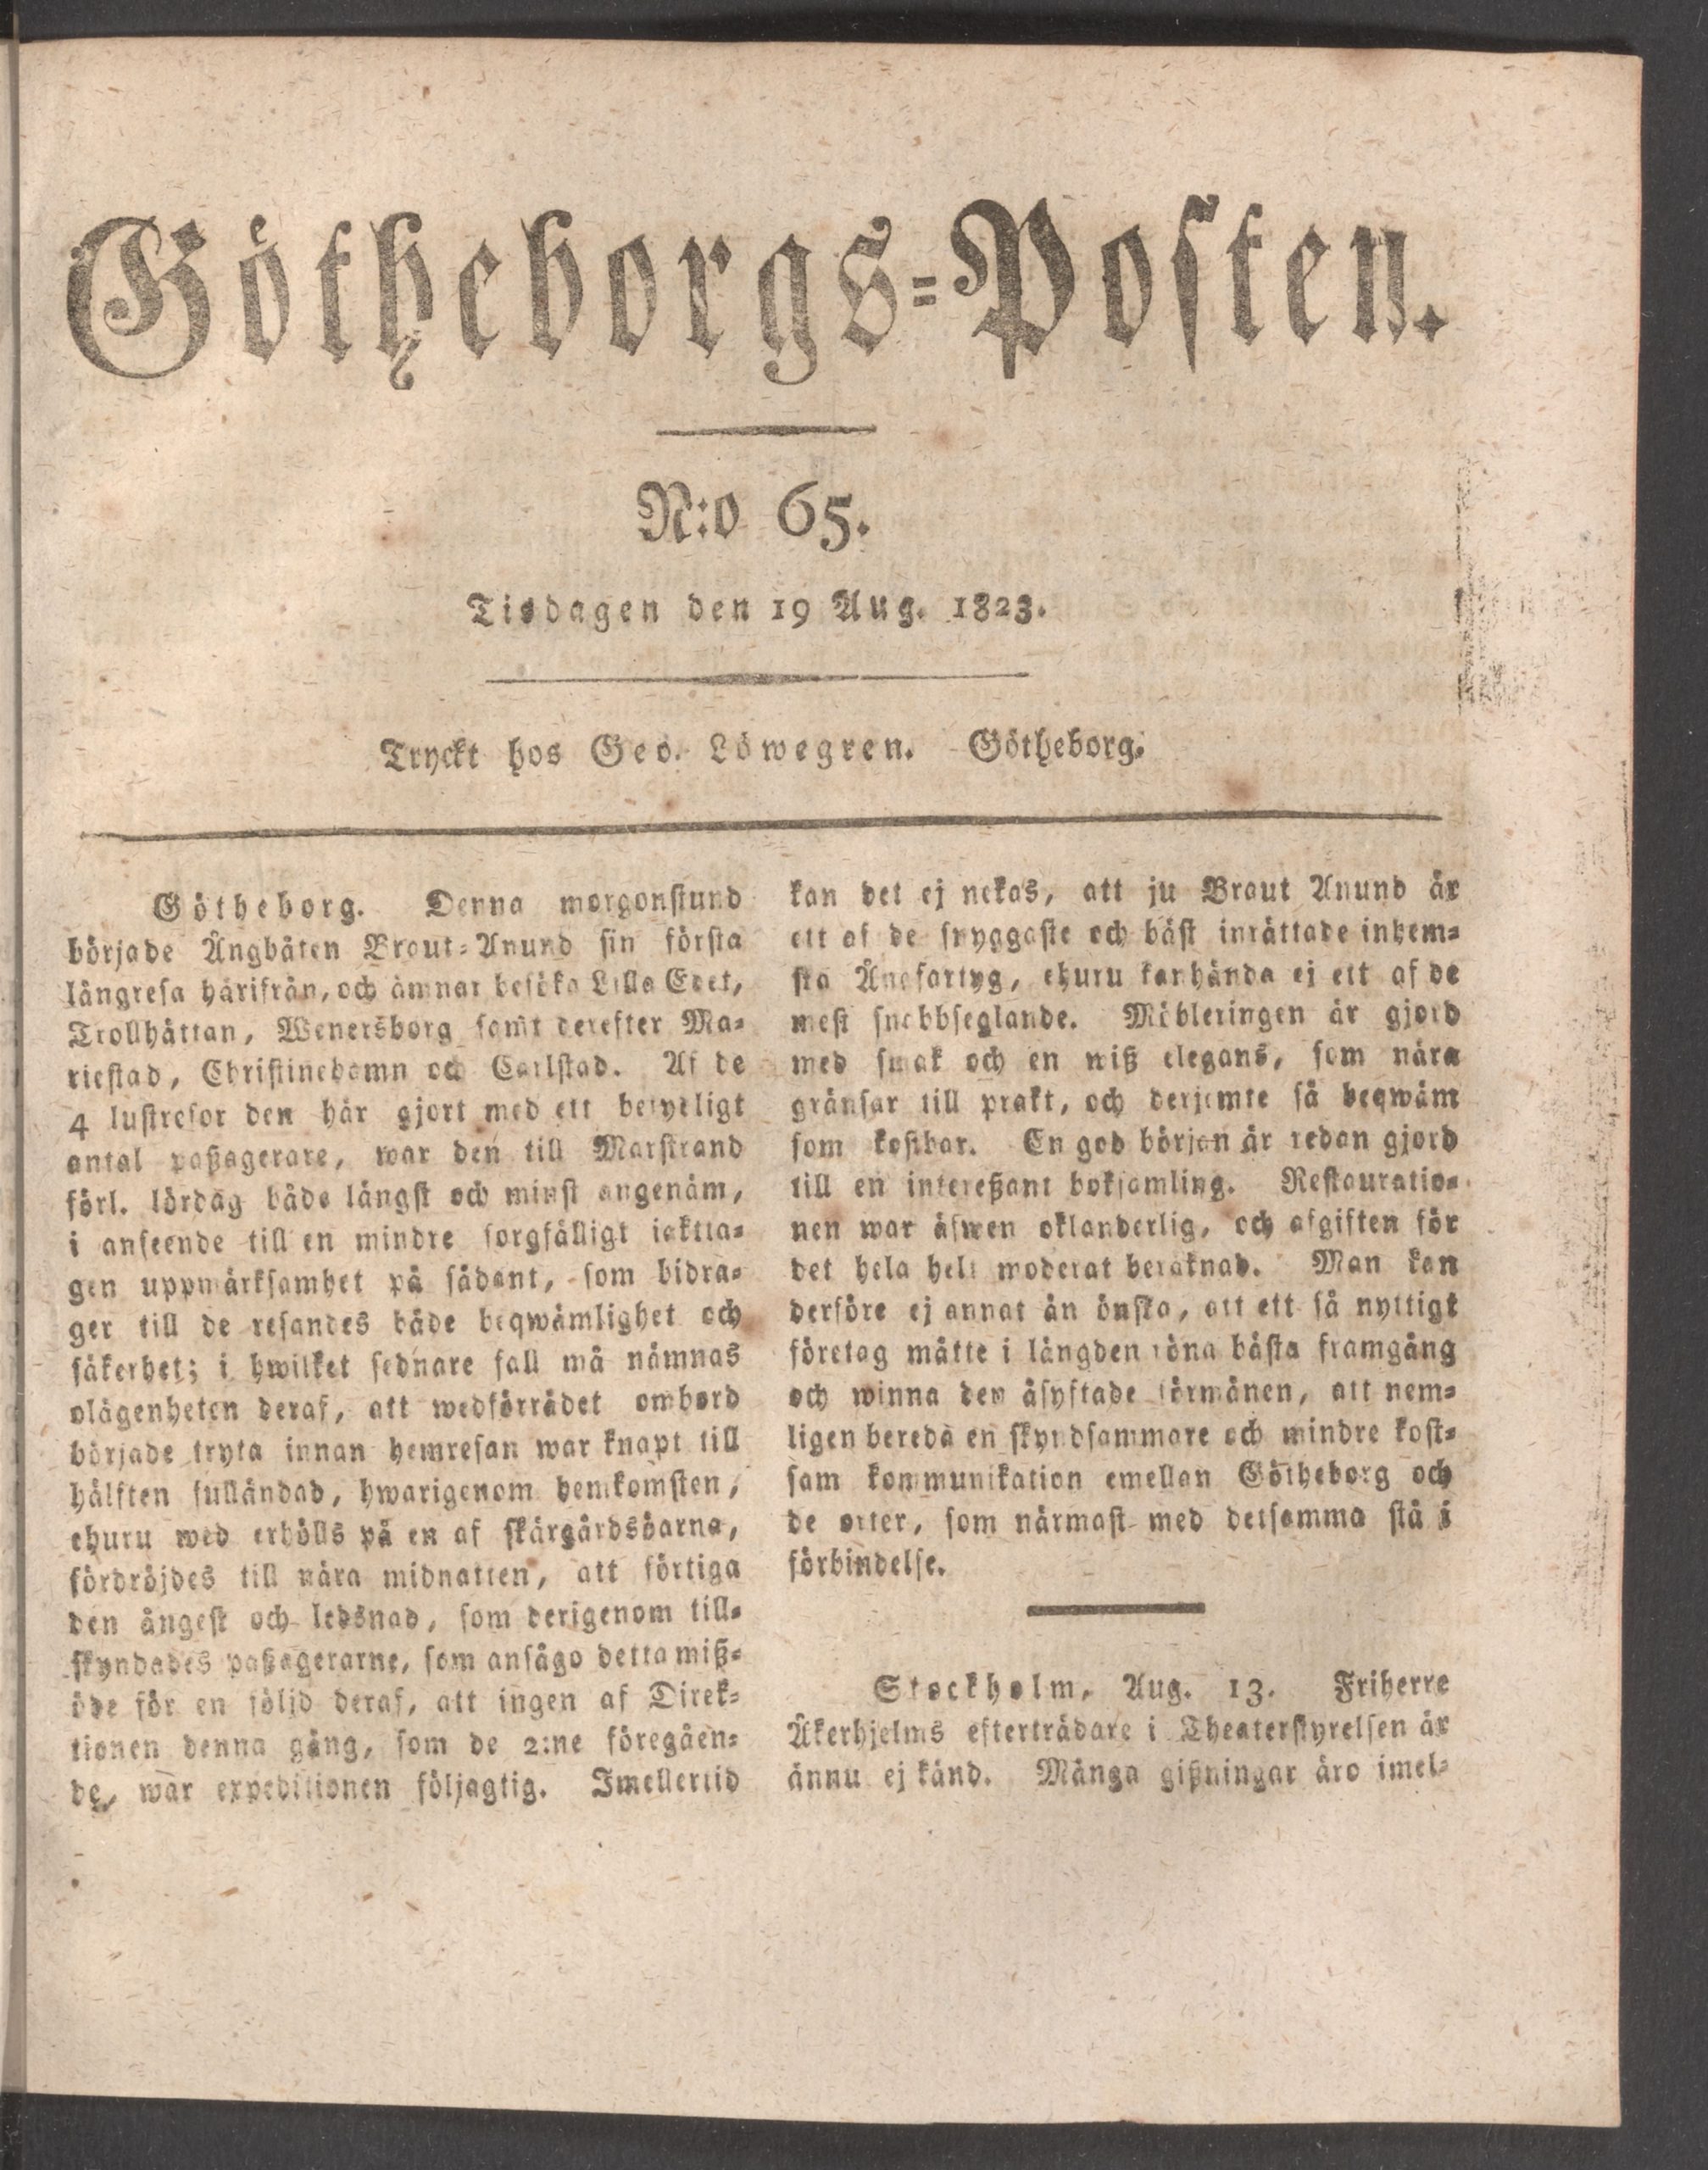 Götheborgs-Posten.
N:o 65.
Tisdagen den 19 Aug. 1823.
Tryckt hos Geo. Löwegren. Götheborg.
Götheborg. Denna morgonstund
började Ångbåten Braut-Anund sin första
långresa härifrån, och ämnar besöka Lilla Edet,
Trollhättan, Wenersborg samt derefter Ma-
riestad, Christinehamn och Carlstad. Af de
4 lustresor den här gjort med ett betydligt
antal paßagerare, war den till Marstrand
förl. lördag både längst och minst angenäm,
i anseende till en mindre sorgfälligt iaktta-
gen uppmärksamhet på sådant, som bidra-
ger till de resandes både beqwämlighet och
säkerhet; i hwilket sednare fall må nämnas
olägenheten deraf, att wedförrådet ombord
började tryta innan hemresan war knapt till
hälften fulländad, hwarigenom hemkomsten,
ehuru wed erhölls på en af skärgårdsöarne,
fördröjdes till nära midnatten, att förtiga
den ångest och ledsnad, som derigenom till-
skyndades paßagerarne, som ansågo detta miß-
öde för en följd deraf, att ingen af Direk-
tionen denna gång, som de 2:ne föregåen-
de, war expeditionen följagtig. Imellertid
kan det ej nekas, att ju Braut Anund är
ett af de snyggaste och bäst inrättade inhem-
ska Ångfartyg, ehuru kanhända ej ett af de
mest snabbseglande. Möbleringen är gjord
med smak och en wiß elegans, som nära
gränsar till prakt, och derjemte så beqwäm
som kostbar. En god början är redan gjord
till en intereßant boksamling. Restauratio-
nen war äfwen oklanderlig, och afgiften för
det hela helt moderat beräknad. Man kan
derföre ej annat än önska, att ett så nyttigt
företag måtte i längden röna bästa framgång
och winna den åsyftade förmånen, att nem-
ligen bereda en skyndsammare och mindre kost-
sam kommunikation emellan Götheborg och
de orter, som närmast med detsamma stå i
förbindelse.
Stockholm, Aug. 13. Friherre
Åkerhjelms efterträdare i Theaterstyrelsen är
ännu ej känd. Många gißningar äro imel-